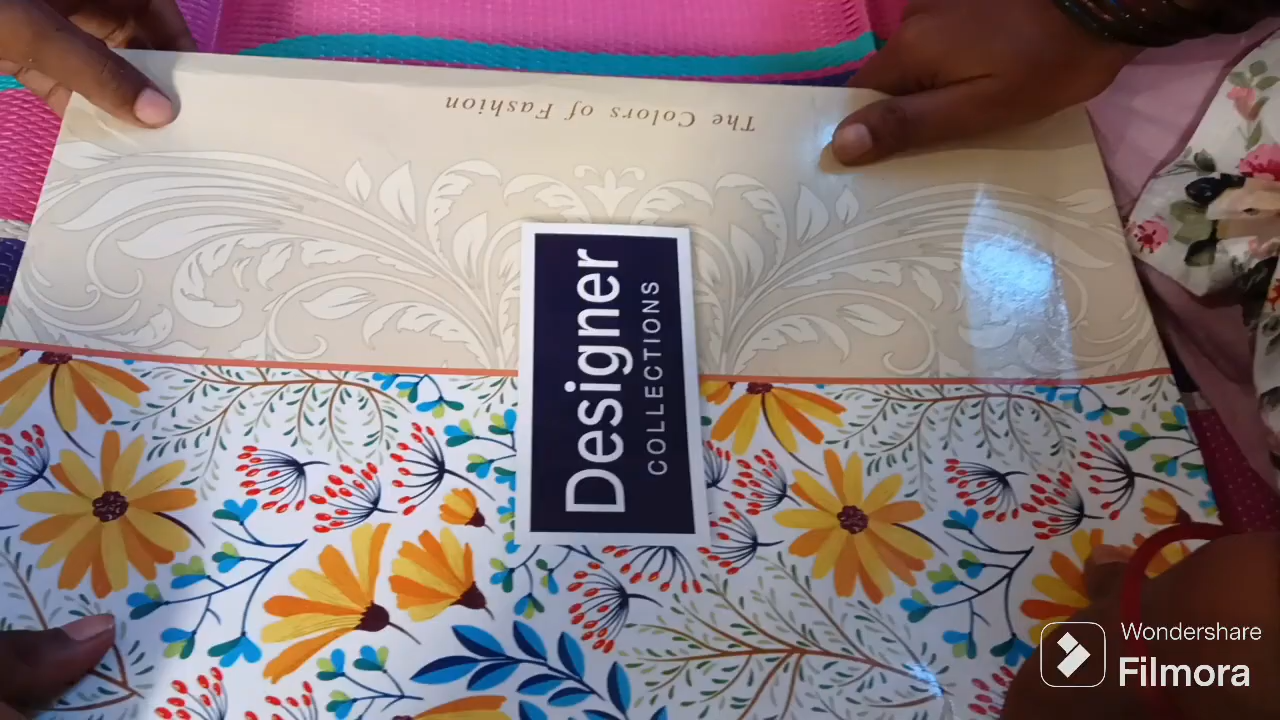 The Colors of Fashion
Designer
COLLECTIONS
Wondershare
Filmora